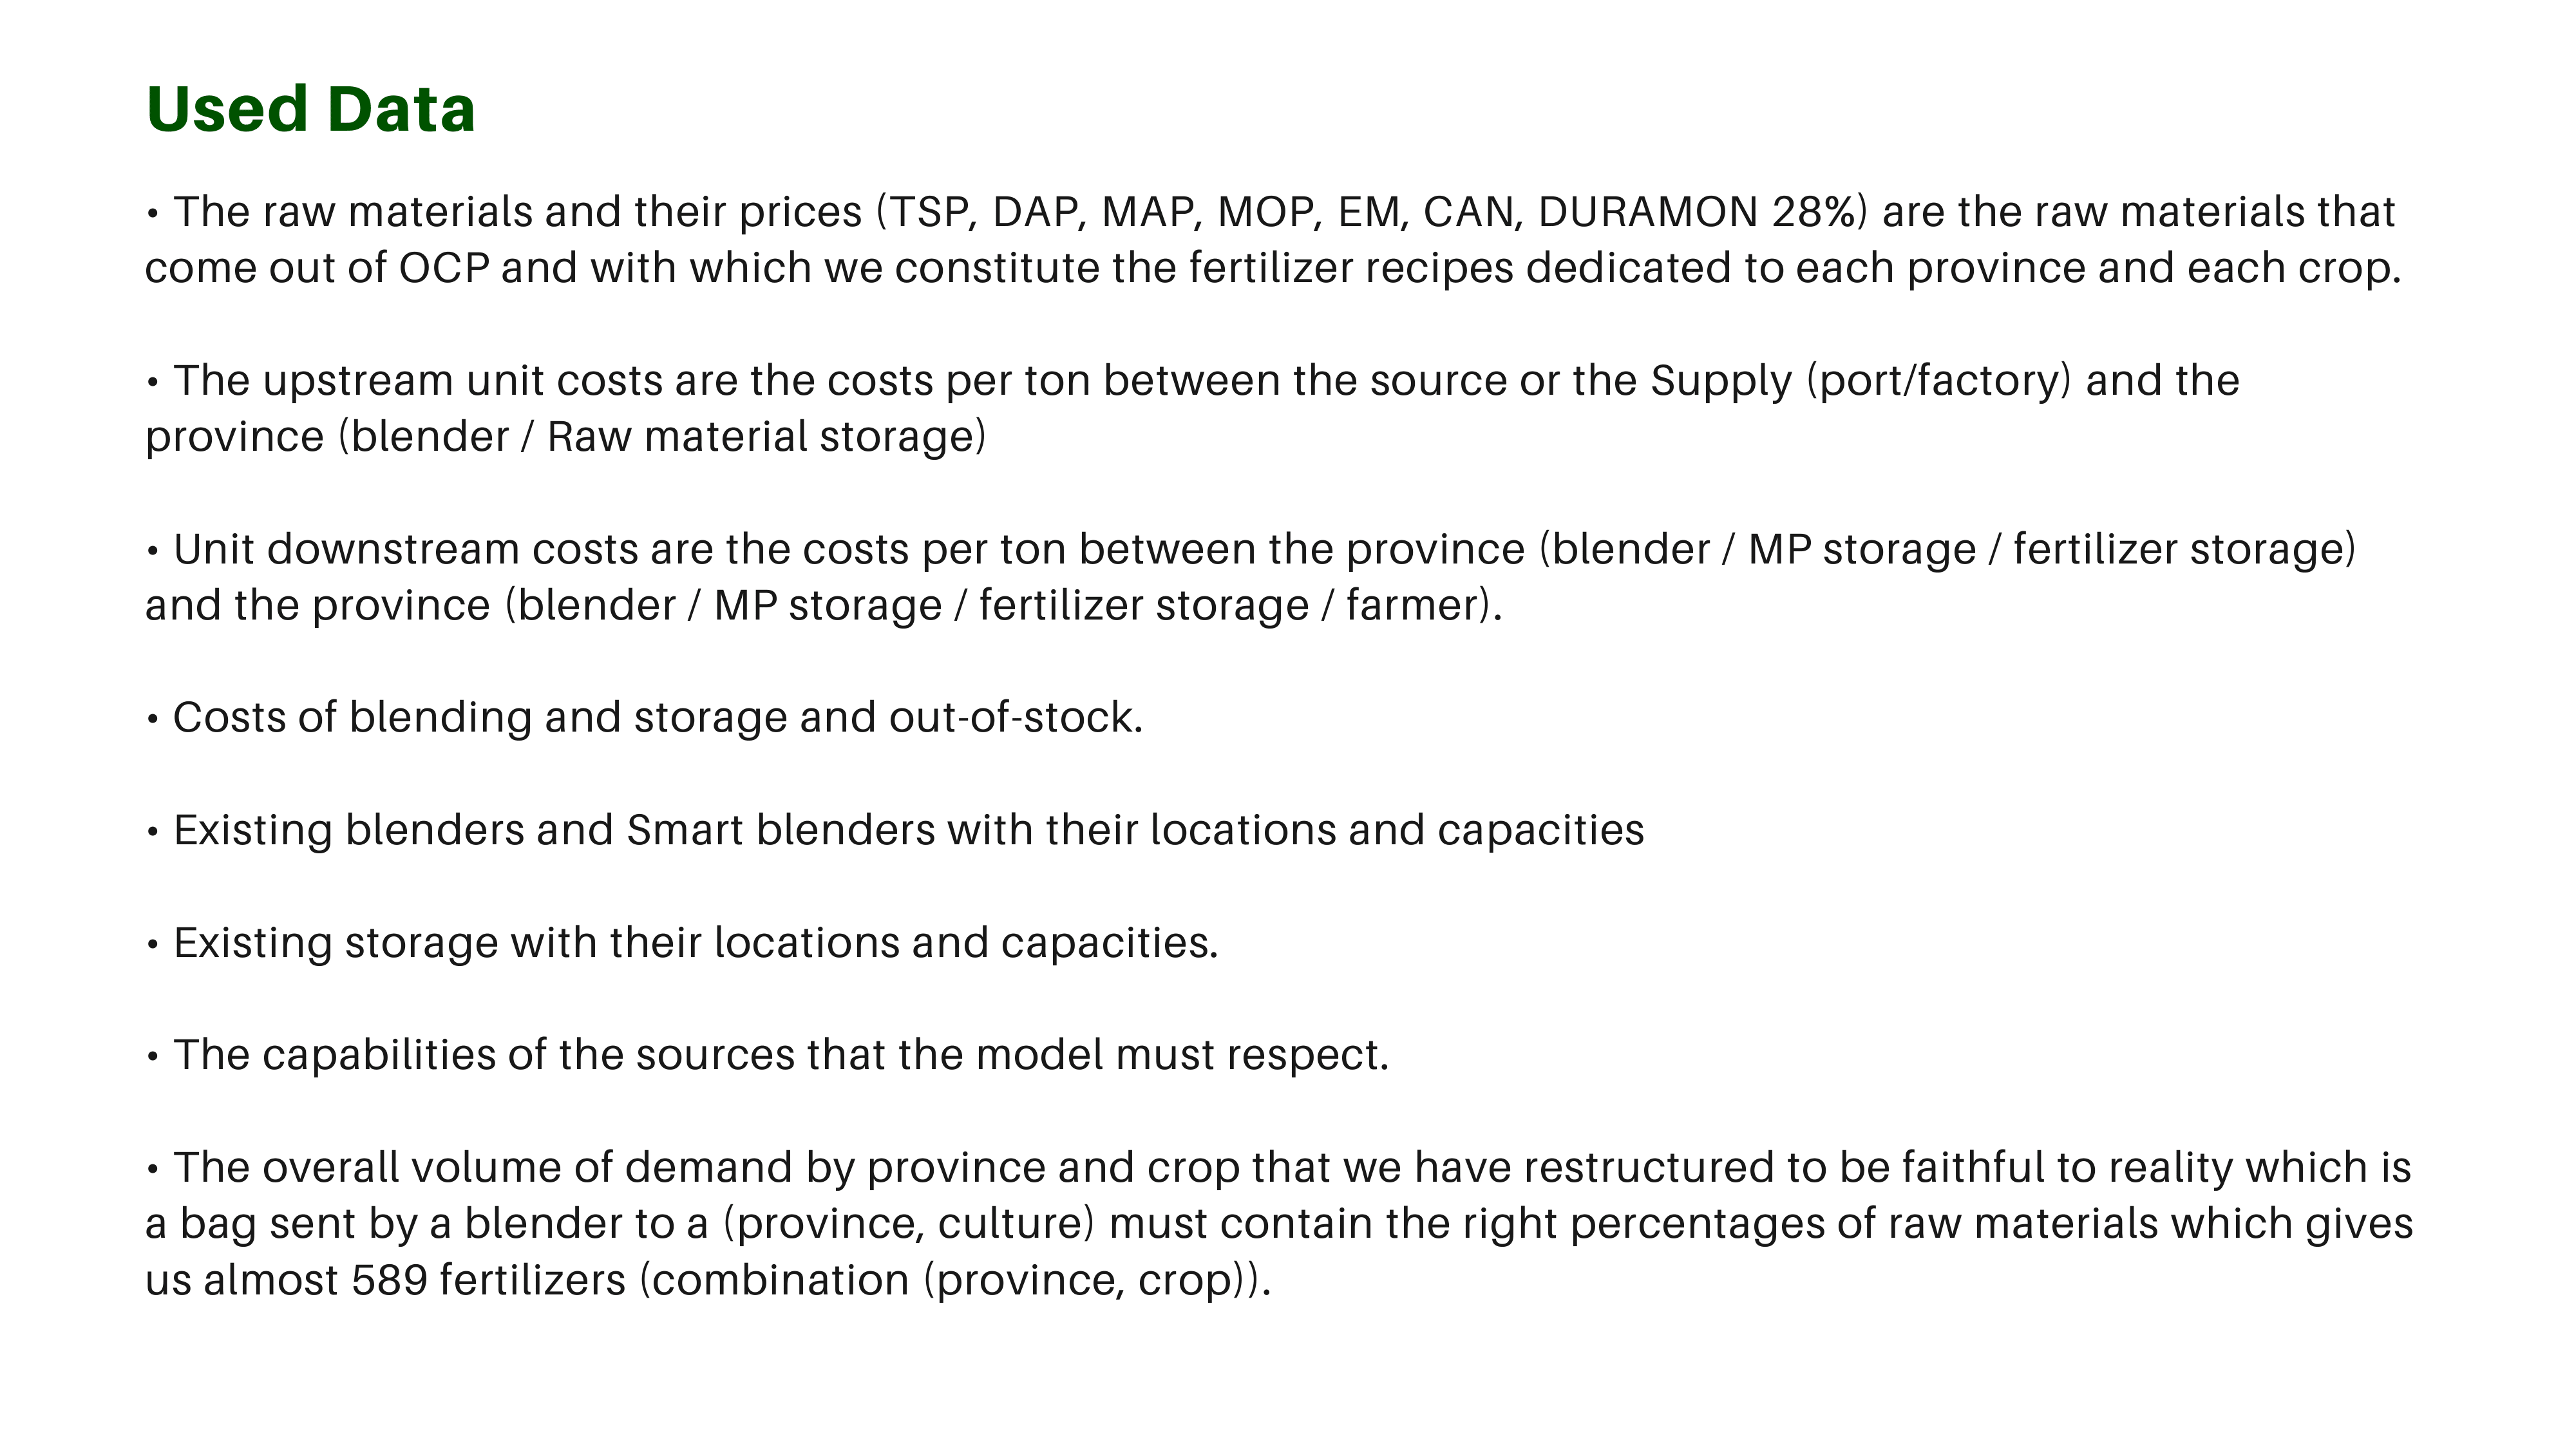 Used Data
• The raw materials and their prices (TSP, DAP, MAP, MOP, EM, CAN, DURAMON 28%) are the raw materials that
come out of OCP and with which we constitute the fertilizer recipes dedicated to each province and each crop.
• The upstream unit costs are the costs per ton between the source or the Supply (port/factory) and the
province (blender / Raw material storage)
• Unit downstream costs are the costs per ton between the province (blender / MP storage / fertilizer storage)
and the province (blender / MP storage / fertilizer storage / farmer).
• Costs of blending and storage and out-of-stock.
• Existing blenders and Smart blenders with their locations and capacities
• Existing storage with their locations and capacities.
• The capabilities of the sources that the model must respect.
• The overall volume of demand by province and crop that we have restructured to be faithful to reality which is
a bag sent by a blender to a (province, culture) must contain the right percentages of raw materials which gives
us almost 589 fertilizers (combination (province, crop)).